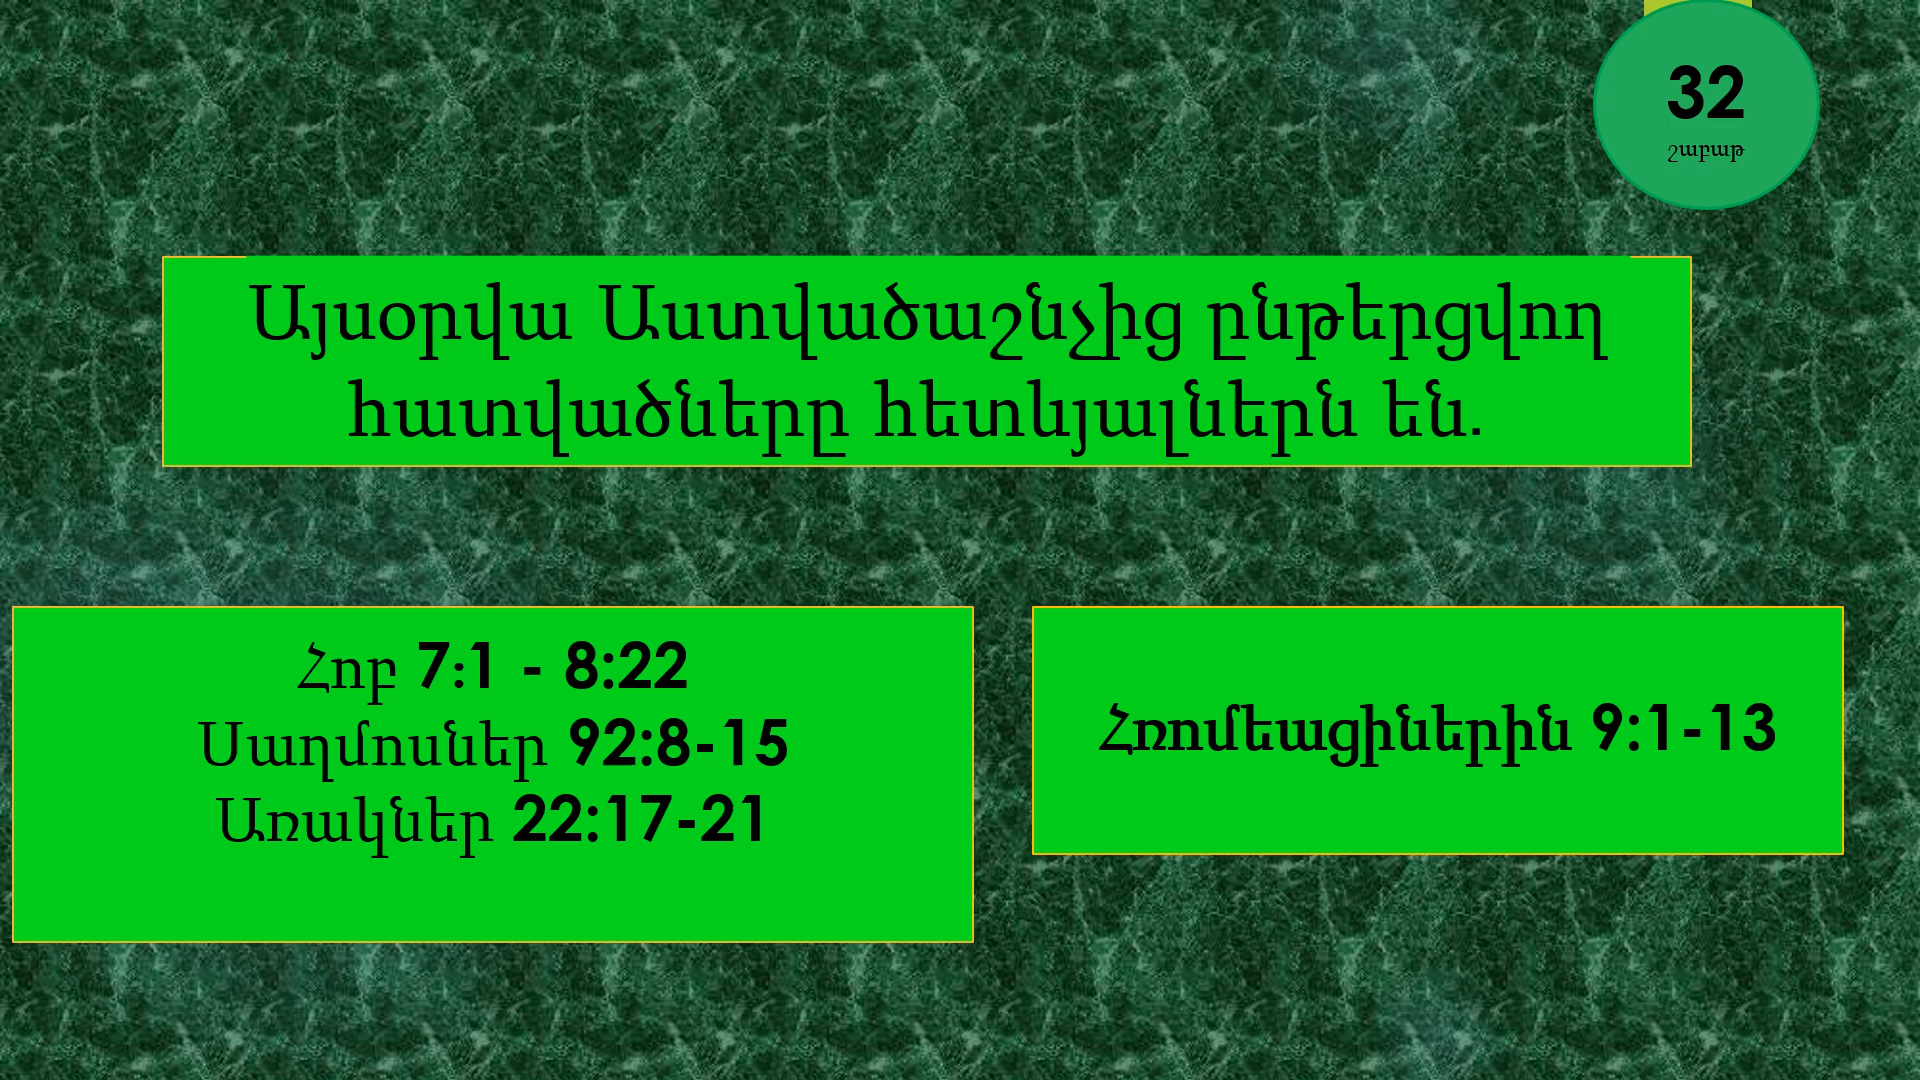 32
շաբաթ
Այսօրվա Աստվածաշնչից ընթերցվող
հատվածները հետևյալներն են.
Հոբ 7:1 - 8:22
Սաղմոսներ 92:8-15
Առակներ 22:17-21
Հռոմեացիներին 9:1-13